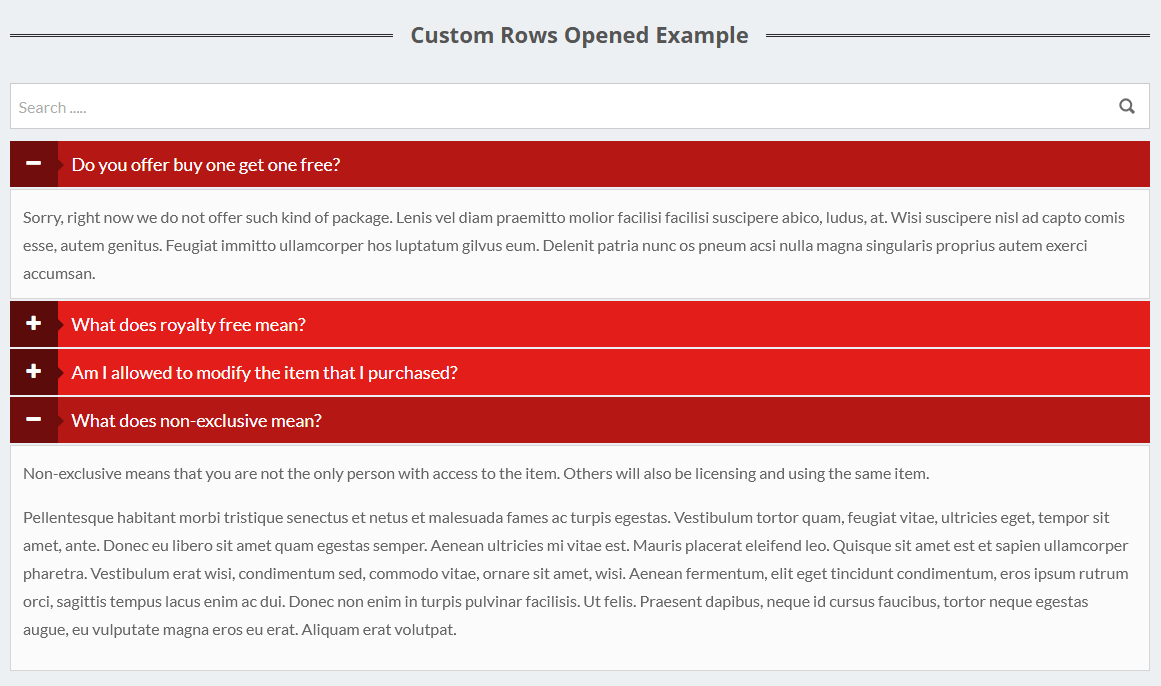 Custom Rows Opened Example
Search .....
Do you offer buy one get one free?
Sorry, right now we do not offer such kind of package. Lenis vel diam praemitto molior facilisi facilisi suscipere abico, ludus, at. Wisi suscipere nisl ad capto comis
esse, autem genitus. Feugiat immitto ullamcorper hos luptatum gilvus eum. Delenit patria nunc os pneum acsi nulla magna singularis proprius autem exerci
accumsan.
What does royalty free mean?
Am I allowed to modify the item that I purchased?
What does non-exclusive mean?
Non-exclusive means that you are not the only person with access to the item. Others will also be licensing and using the same item.
Pellentesque habitant morbi tristique senectus et netus et malesuada fames ac turpis egestas. Vestibulum tortor quam, feugiat vitae, ultricies eget, tempor sit
amet, ante. Donec eu libero sit amet quam egestas semper. Aenean ultricies mi vitae est. Mauris placerat eleifend leo. Quisque sit amet est et sapien ullamcorper
pharetra. Vestibulum erat wisi, condimentum sed, commodo vitae, ornare sit amet, wisi. Aenean fermentum, elit eget tincidunt condimentum, eros ipsum rutrum
orci, sagittis tempus lacus enim ac dui. Donec non enim in turpis pulvinar facilisis. Ut felis. Praesent dapibus, neque id cursus faucibus, tortor neque egestas
augue, eu vulputate magna eros eu erat. Aliquam erat volutpat.